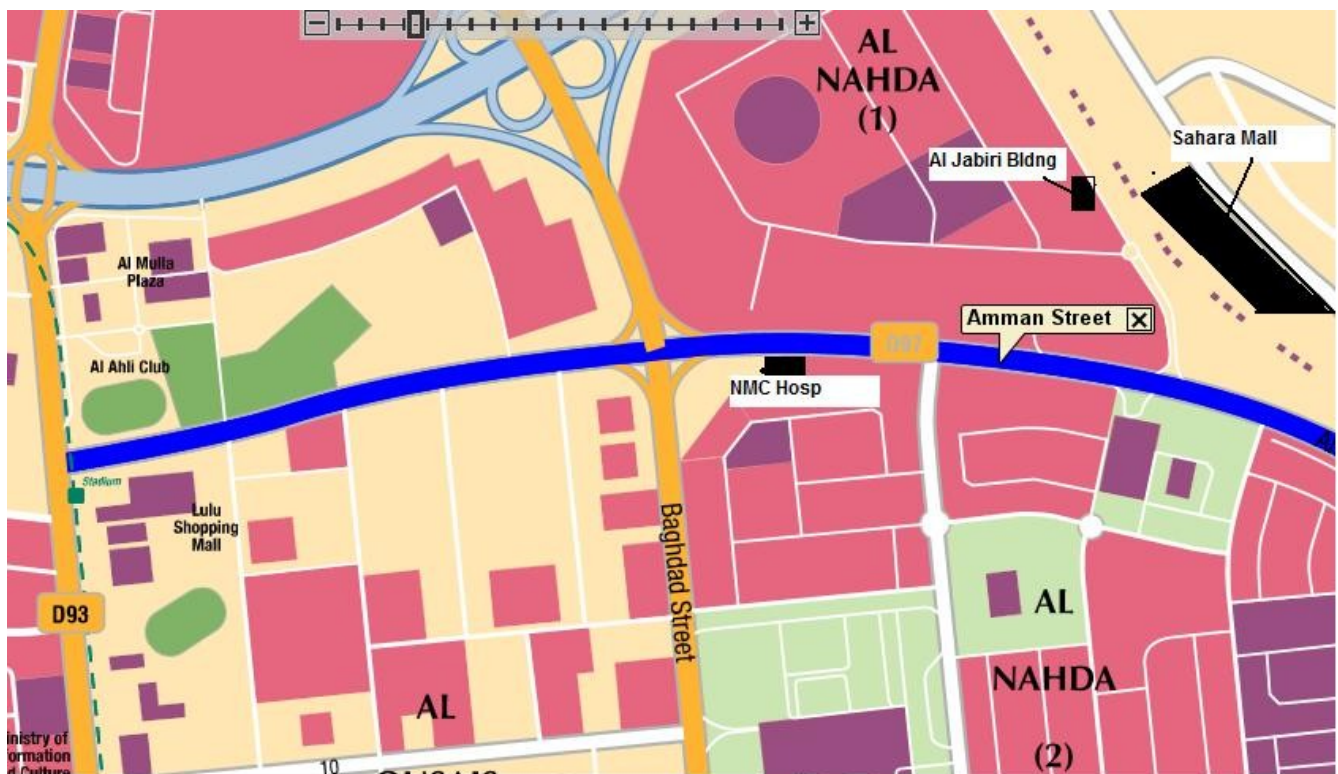 AL
NAHDA
(1)
Sahara Mall
Al Jabiri Bldng
Al Mulla
Plaza
Amman Street
D97
Al Ahli Club
NMC Hosp
Stadium
Lulu
Shopping
Mall
Baghdad Street
D93
AL
NAHDA
(2)
AL
10